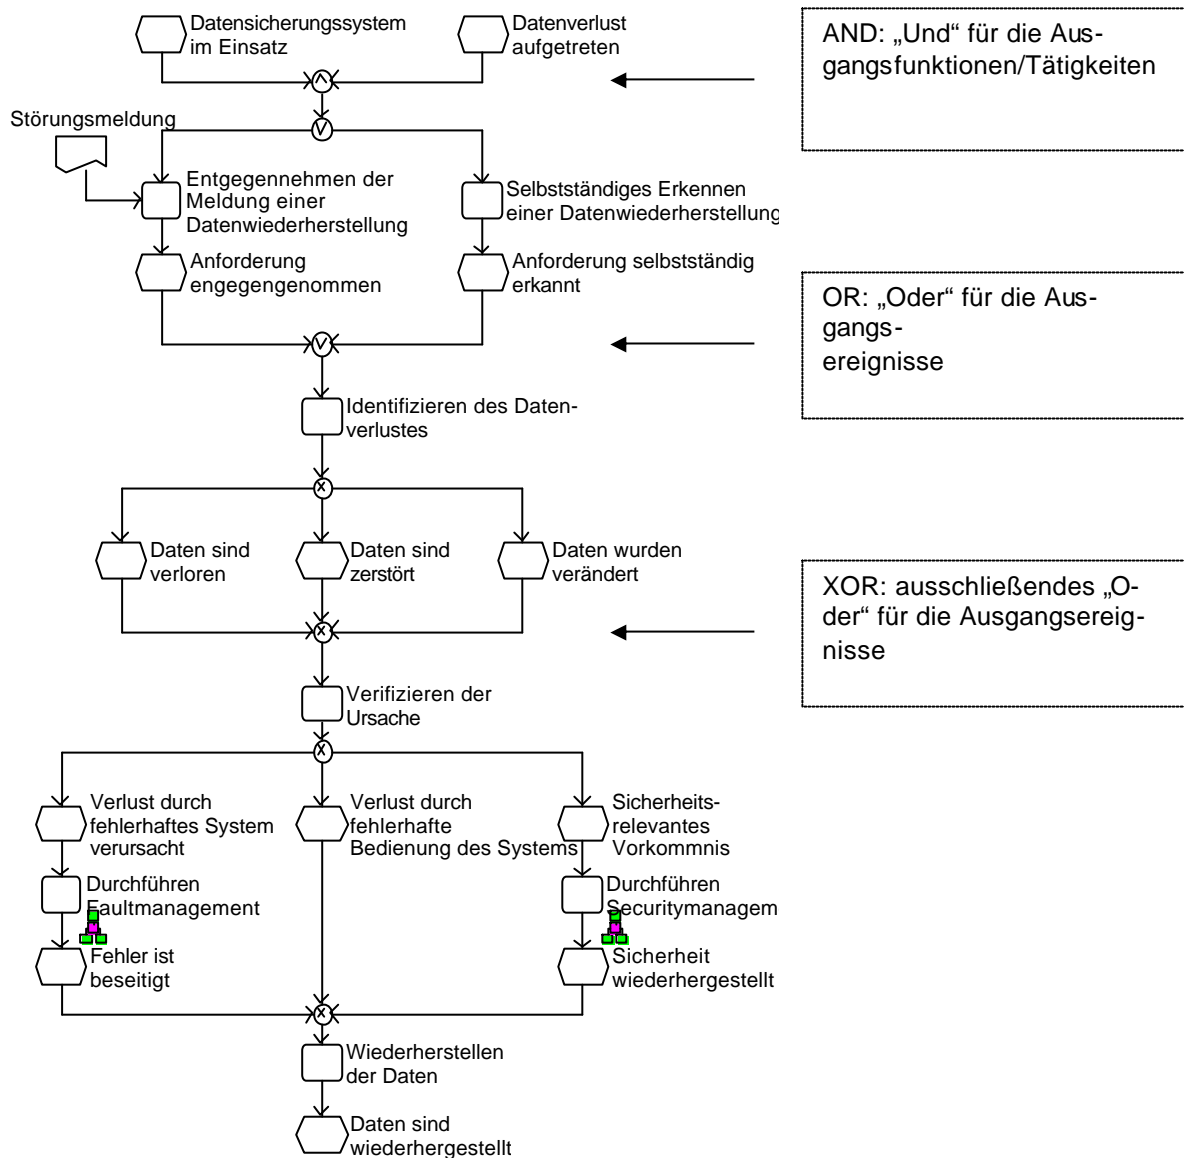 Datensicherungssystem
im Einsatz
Datenverlust
aufgetreten
AND: „Und“ für die Aus-
gangsfunktionen/Tätigkeiten
Störungsmeldung
Entgegennehmen der
Meldung einer
Datenwiederherstellung
Selbstständiges Erkennen
einer Datenwiederherstellung
Anforderung
engegengenommen
Anforderung selbstständig
erkannt
OR: „Oder“ für die Aus-
gangs-
ereignisse
Identifizieren des Daten-
verlustes
Daten sind
verloren
Daten sind
zerstört
Daten wurden
verändert
XOR: ausschließendes „O-
der“ für die Ausgangsereig-
nisse
Verifizieren der
Ursache
Verlust durch
fehlerhaftes System
verursacht
Verlust durch
fehlerhafte
Bedienung des Systems
Sicherheits-
relevantes
Vorkommnis
Durchführen
Faultmanagement
Durchführen
Securitymanagem
Fehler ist
beseitigt
Sicherheit
wiederhergestellt
Wiederherstellen
der Daten
Daten sind
wiederhergestellt